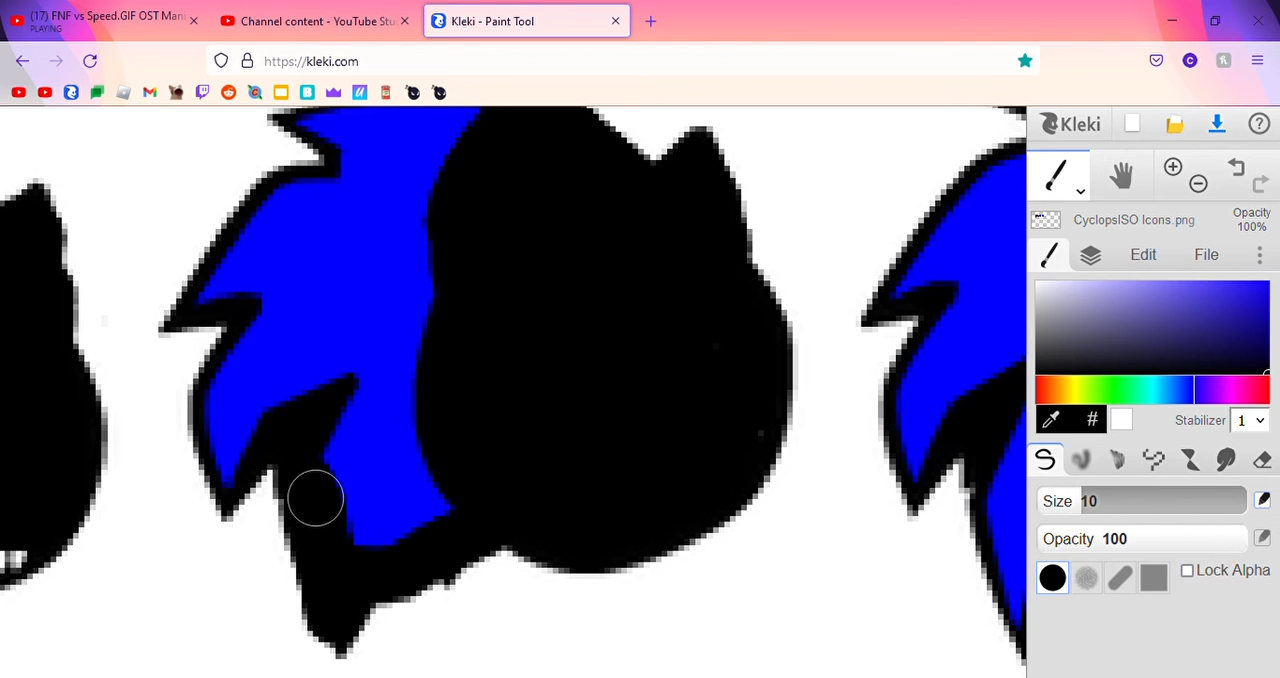 (17) FNF vs Speed.GIF OST Man
PLAYING
Channel content - YouTube Stu
Kleki - Paint Tool
https://kleki.com
Kleki
CyclopsISO Icons.png
Opacity
100%
Edit
File
#
Stabilizer
1
Size 10
Opacity 100
Lock Alpha